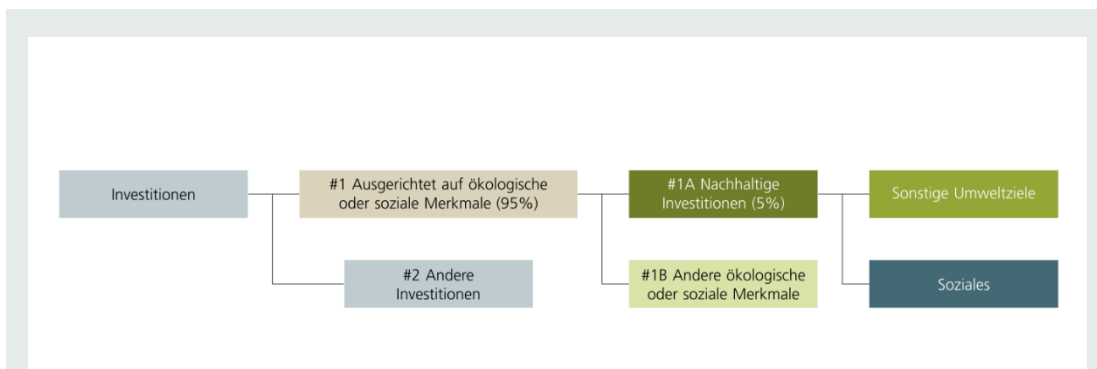 Investitionen
#1 Ausgerichtet auf ökologische
oder soziale Merkmale (95%)
#1A Nachhaltige
Investitionen (5%)
Sonstige Umweltziele
#2 Andere
Investitionen
#1B Andere ökologische
oder soziale Merkmale
Soziales